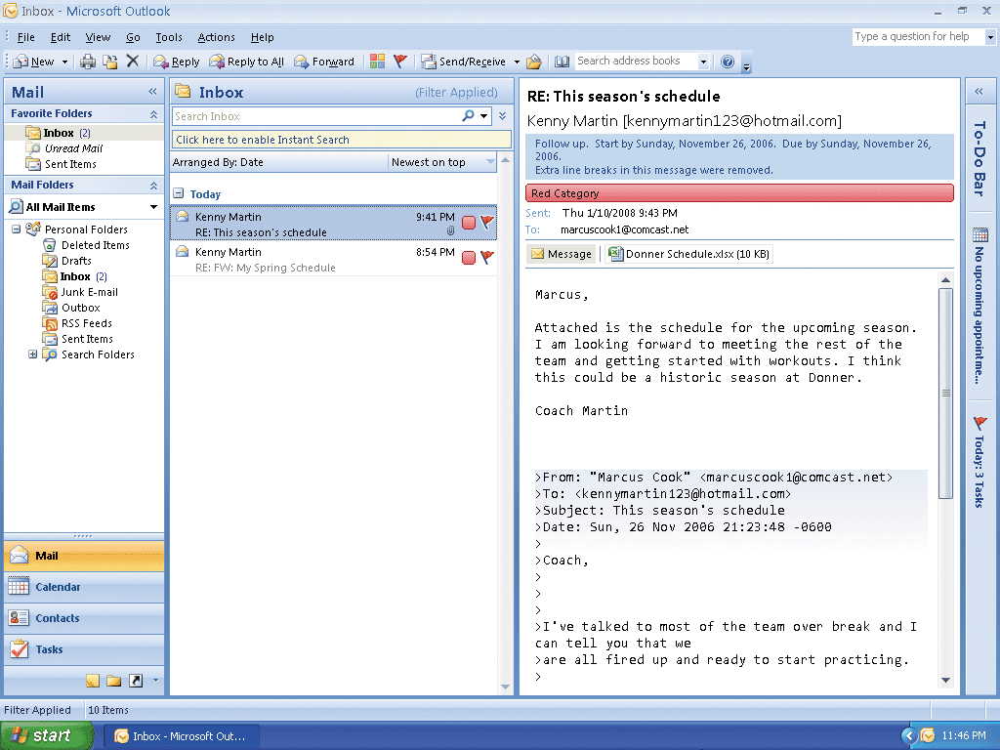 Inbox - Microsoft Outlook
File Edit View Go Tools Actions Help
Type a question for help
New Reply Reply to All Forward Send/Receive Search address books
Mail
Favorite Folders
Inbox (2)
Unread Mail
Sent Items
Mail Folders
All Mail Items
Personal Folders
Deleted Items
Drafts
Inbox (2)
Junk E-mail
Outbox
RSS Feeds
Sent Items
Search Folders
Mail
Calendar
Contacts
Tasks
Inbox (Filter Applied)
Search Inbox
Click here to enable Instant Search
Arranged By: Date Newest on top
Today
Kenny Martin 9:41 PM
RE: This season's schedule
Kenny Martin 8:54 PM
RE: FW: My Spring Schedule
RE: This season's schedule
Kenny Martin [kennymartin123@hotmail.com]
Follow up. Start by Sunday, November 26, 2006. Due by Sunday, November 26,
2006.
Extra line breaks in this message were removed.
Red Category
Sent: Thu 1/10/2008 9:43 PM
To: marcuscook1@comcast.net
Message Donner Schedule.xlsx (10 KB)
Marcus,
Attached is the schedule for the upcoming season.
I am looking forward to meeting the rest of the
team and getting started with workouts. I think
this could be a historic season at Donner.
Coach Martin
>From: "Marcus Cook" <marcuscook1@comcast.net>
>To: <kennymartin123@hotmail.com>
>Subject: This season's schedule
>Date: Sun, 26 Nov 2006 21:23:48 -0600
>
>Coach,
>
>
>
>I've talked to most of the team over break and I
can tell you that we
>are all fired up and ready to start practicing.
>
To-Do Bar
No upcoming appointme...
Today: 3 Tasks
Filter Applied 10 Items
start Inbox - Microsoft Out... 11:46 PM